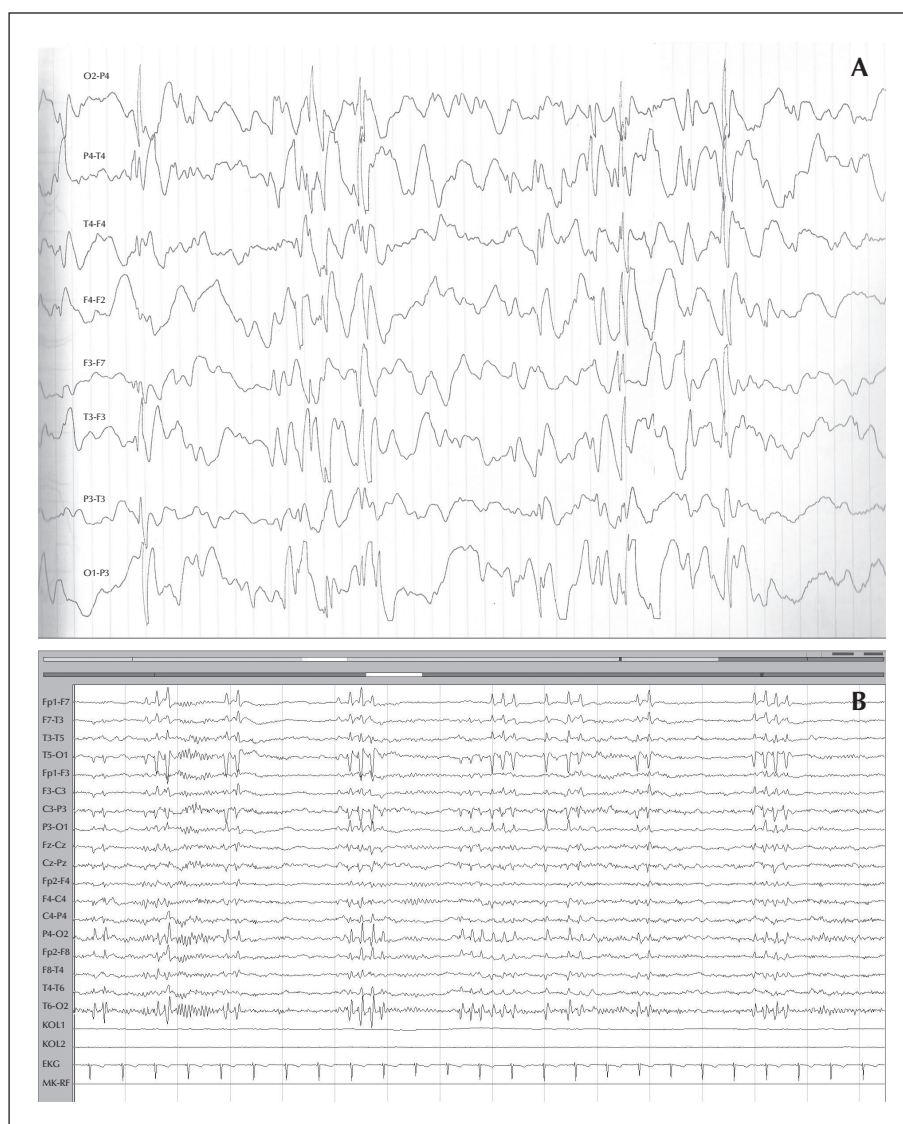 A
O2-P4
P4-T4
T4-F4
F4-F2
F3-F7
T3-F3
P3-T3
O1-P3
B
Fp1-F7
F7-T3
T3-T5
T5-O1
Fp1-F3
F3-C3
C3-P3
P3-O1
Fz-Cz
Cz-Pz
Fp2-F4
F4-C4
C4-P4
P4-O2
Fp2-F8
F8-T4
T4-T6
T6-O2
KOL1
KOL2
EKG
MK-RF